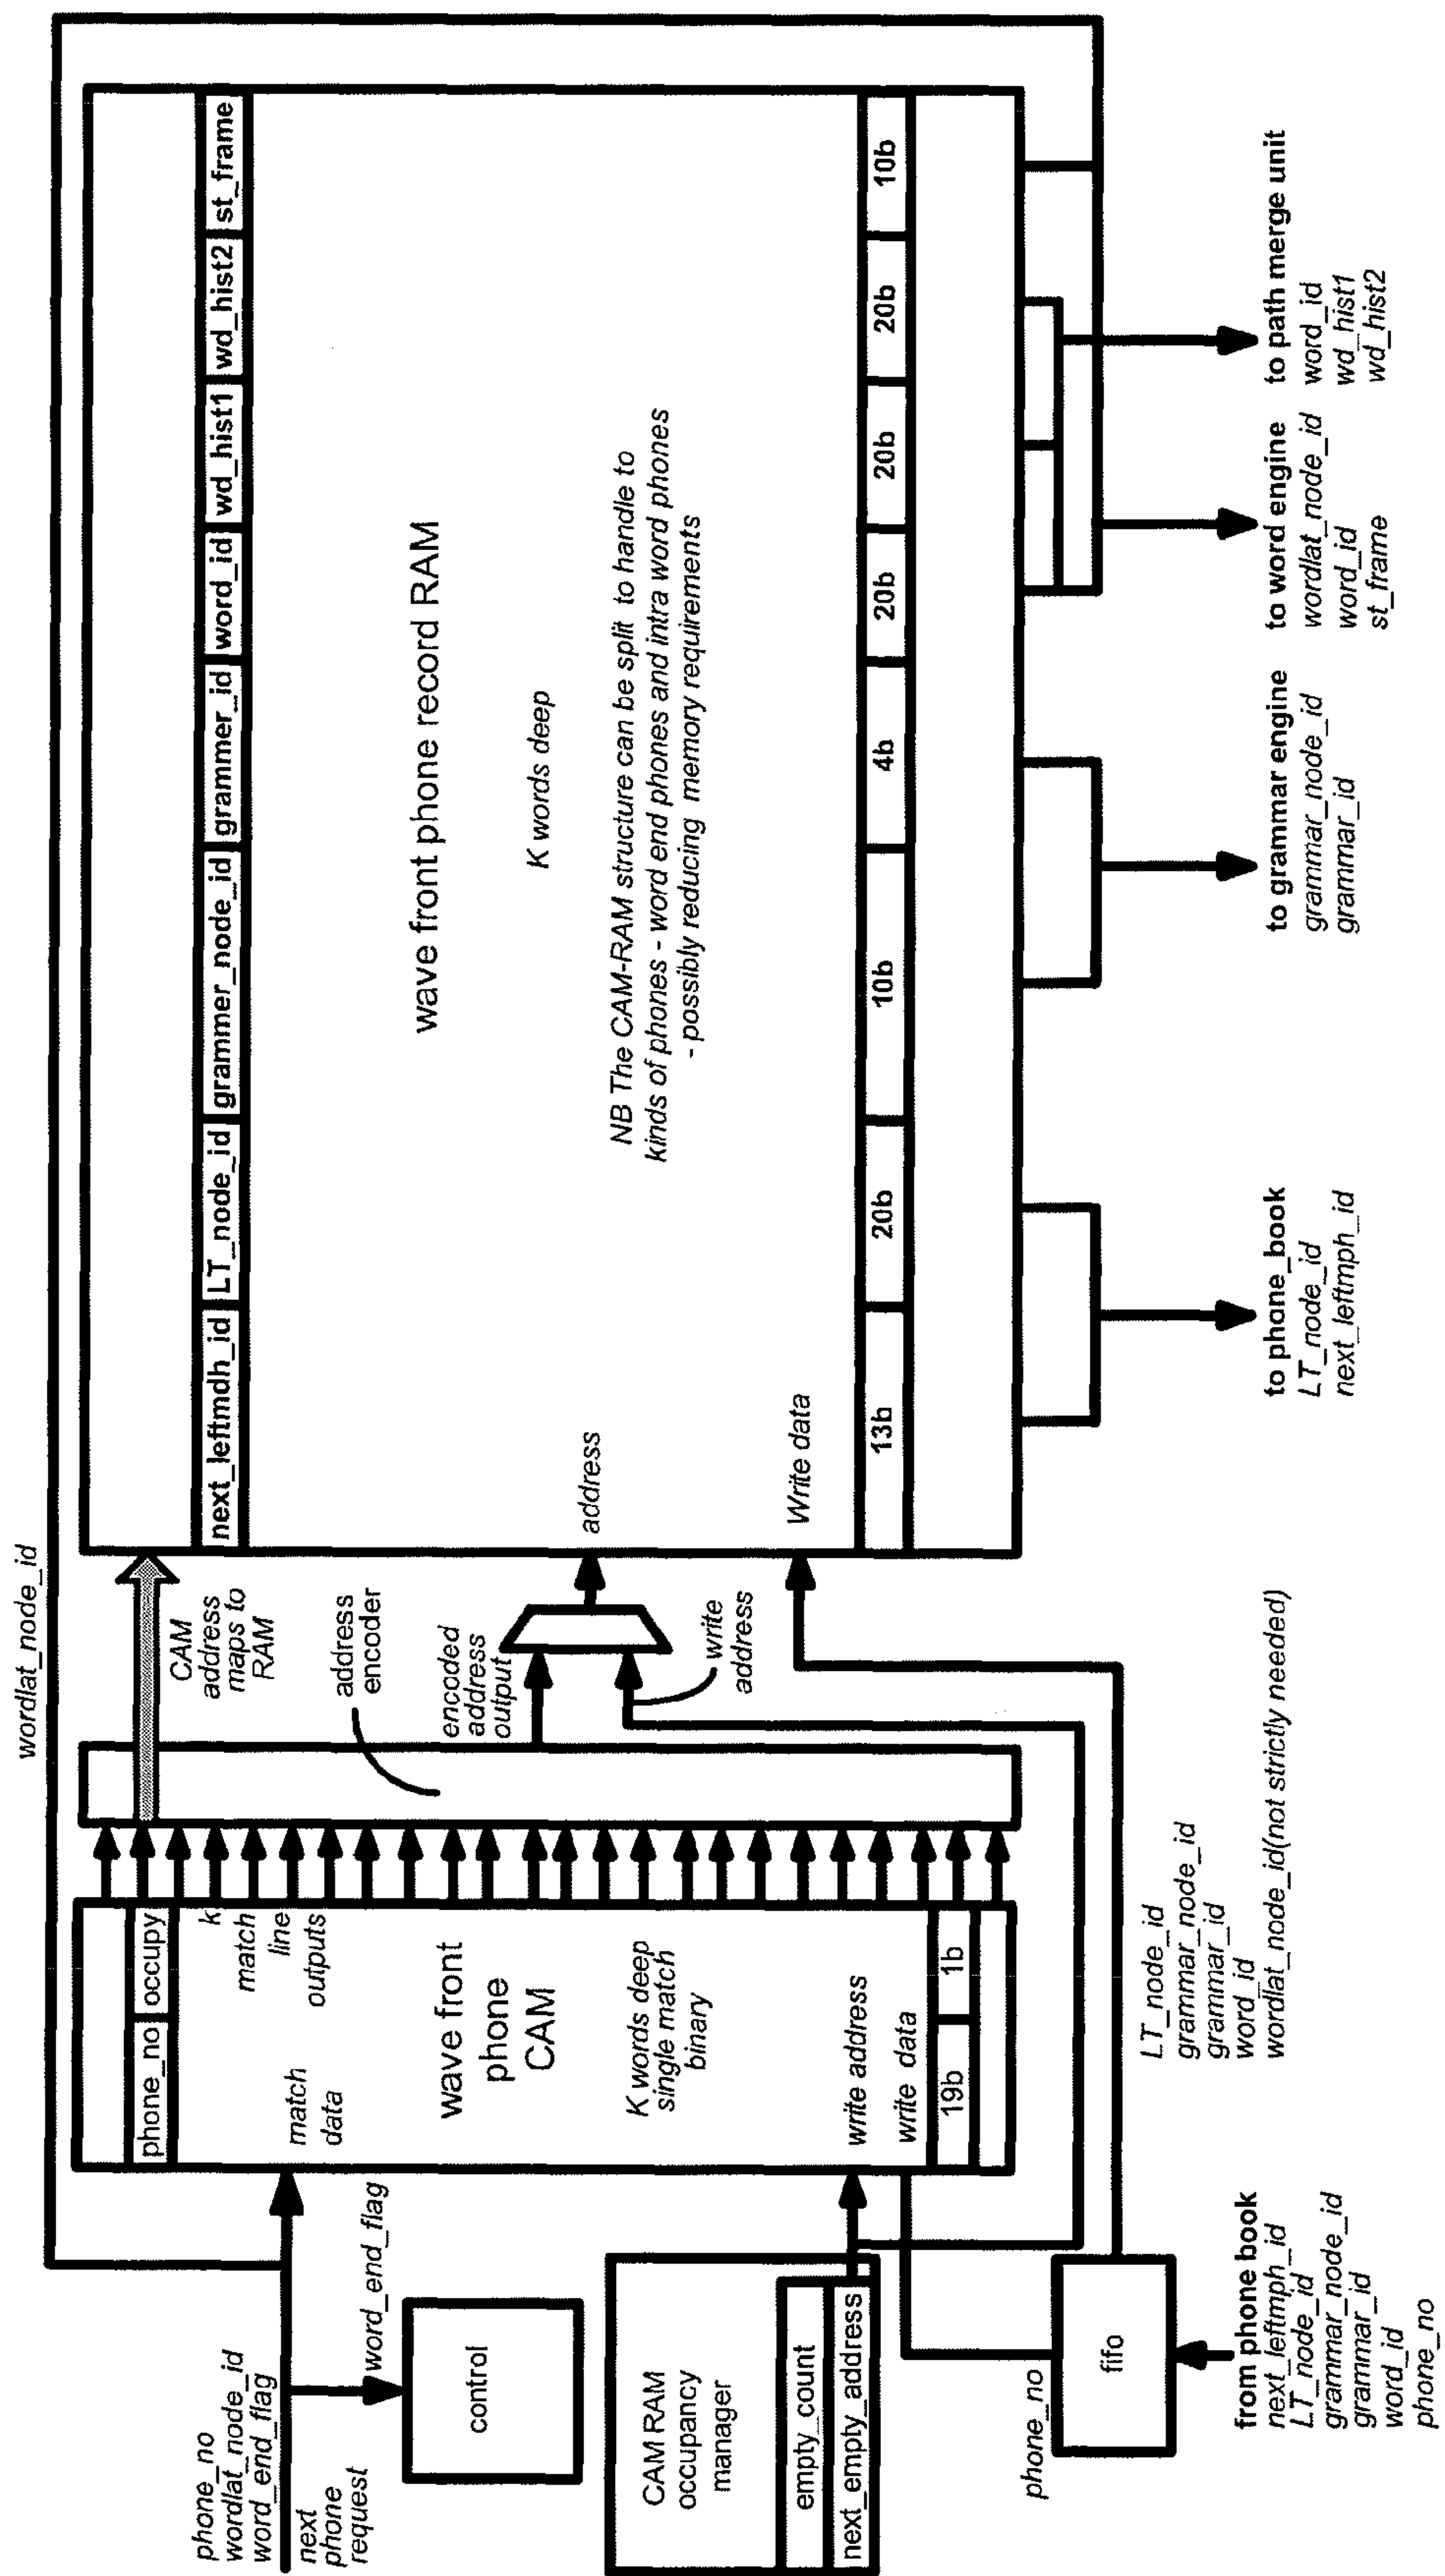 wordlat_node_id
phone_no
wordlat_node_id
word_end_flag
next
phone
request
word_end_flag
control
CAM RAM
occupancy
manager
empty_count
next_empty_address
phone_no
fifo
from phone book
next_leftmph_id
LT_node_id
grammar_node_id
grammar_id
word_id
phone_no
phone_no
occupy
match
data
k
match
line
outputs
wave front
phone
CAM
K words deep
single match
binary
write address
write data
19b
1b
LT_node_id
grammar_node_id
grammar_id
word_id
wordlat_node_id(not strictly needed)
CAM
address
maps to
RAM
address
encoder
encoded
address
output
write
address
address
Write data
next_leftmdh_id
LT_node_id
grammer_node_id
grammer_id
word_id
wd_hist1
wd_hist2
st_frame
wave front phone record RAM
K words deep
NB The CAM-RAM structure can be split to handle to
kinds of phones - word end phones and intra word phones
- possibly reducing memory requirements
13b
20b
10b
4b
20b
20b
20b
10b
to phone_book
LT_node_id
next_leftmph_id
to grammar engine
grammar_node_id
grammar_id
to word engine
wordlat_node_id
word_id
st_frame
to path merge unit
word_id
wd_hist1
wd_hist2